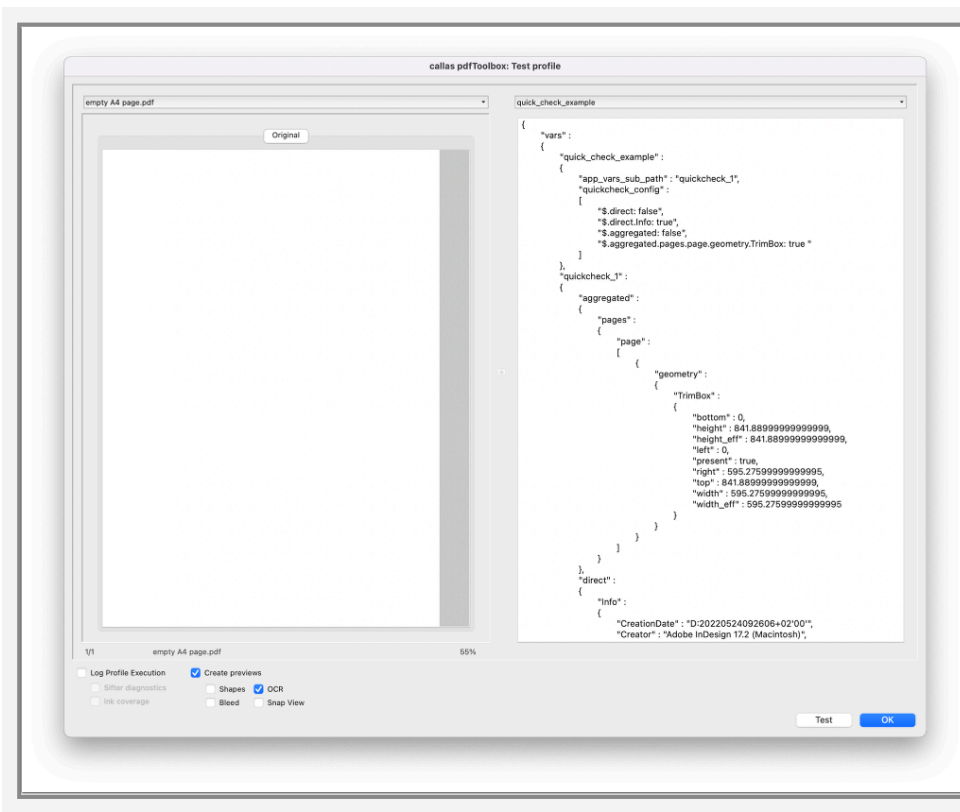 callas pdfToolbox: Test profile
empty A4 page.pdf
quick_check_example
Original
{
"vars" :
{
"quick_check_example" :
{
"app_vars_sub_path" : "quickcheck_1",
"quickcheck_config" :
[
"$.direct: false",
"$.direct.Info: true",
"$.aggregated: false",
"$.aggregated.pages.page.geometry.TrimBox: true "
]
},
"quickcheck_1" :
{
"aggregated" :
{
"pages" :
{
"page" :
[
{
"geometry" :
{
"TrimBox" :
{
"bottom" : 0,
"height" : 841.88999999999999,
"height_eff" : 841.88999999999999,
"left" : 0,
"present" : true,
"right" : 595.27599999999995,
"top" : 841.88999999999999,
"width" : 595.27599999999995,
"width_eff" : 595.27599999999995
}
}
}
]
}
},
"direct" :
{
"Info" :
{
"CreationDate" : "D:20220524092606+02'00'",
"Creator" : "Adobe InDesign 17.2 (Macintosh)",
1/1 empty A4 page.pdf 55%
Log Profile Execution Create previews
Sifter diagnostics Shapes OCR
Ink coverage Bleed Snap View
Test OK